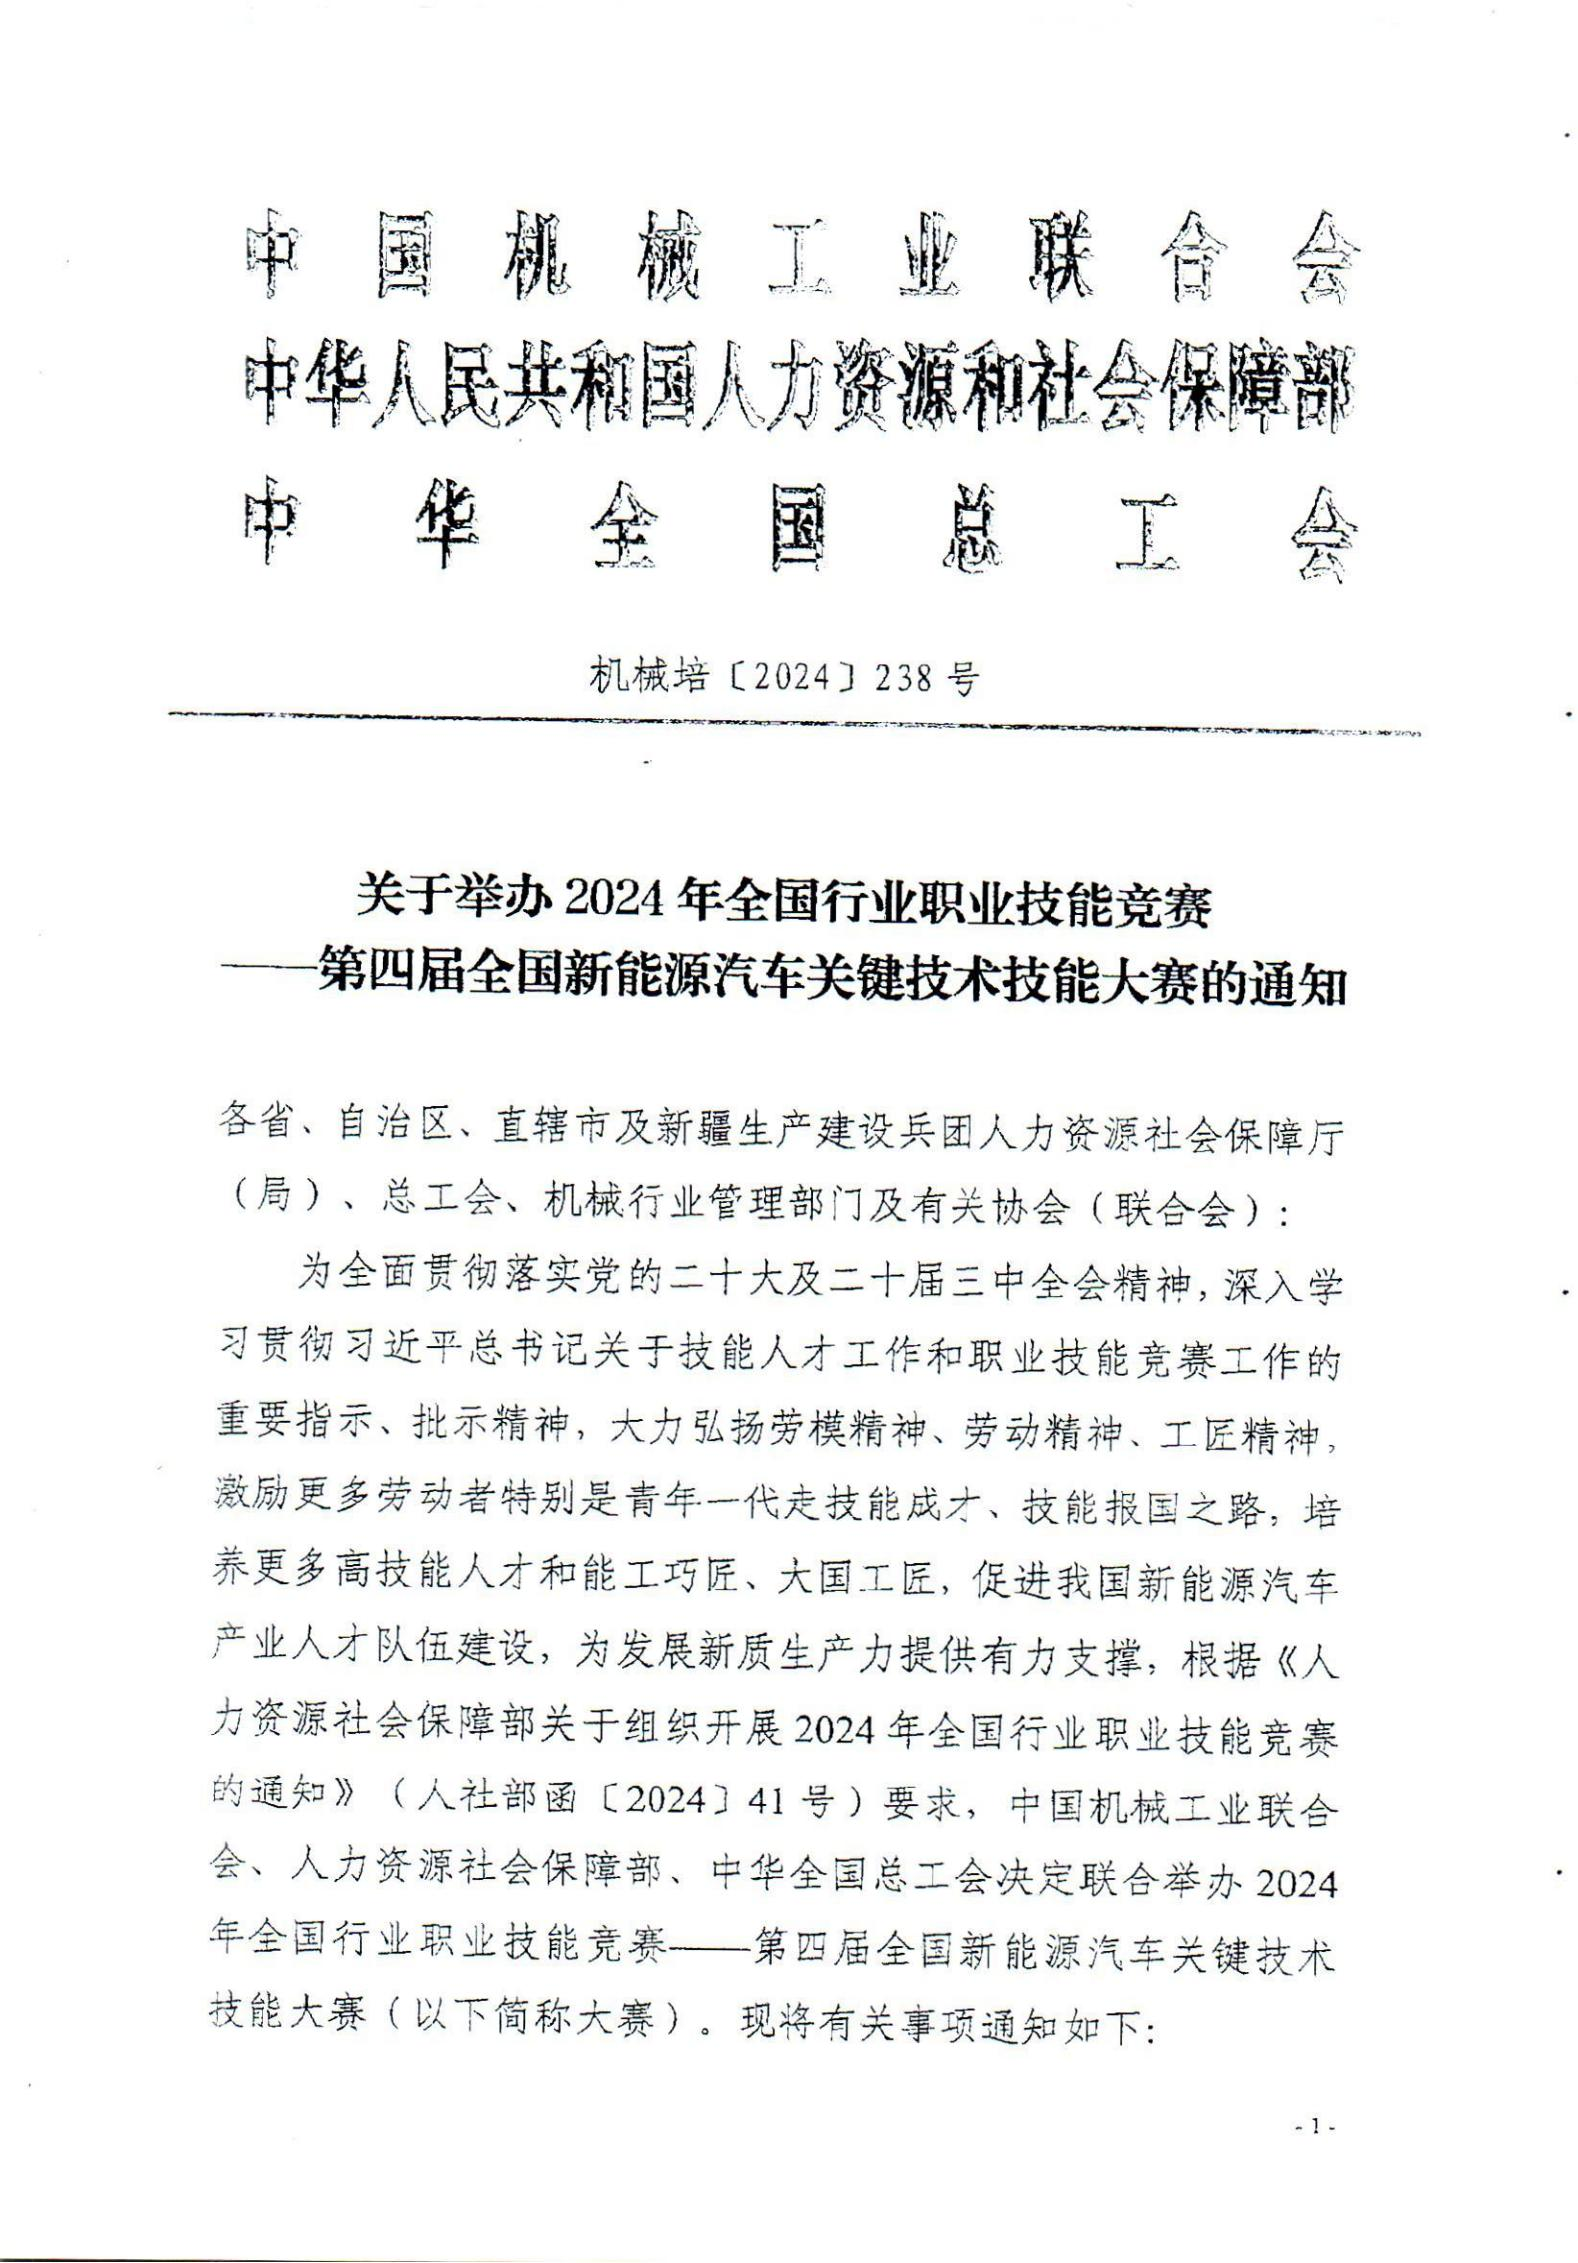 中国机械工业联合会
中华人民共和国人力资源和社会保障部
中华全国总工会
机械培〔2024〕238号
关于举办2024年全国行业职业技能竞赛
——第四届全国新能源汽车关键技术技能大赛的通知
各省、自治区、直辖市及新疆生产建设兵团人力资源社会保障厅
（局）、总工会、机械行业管理部门及有关协会（联合会）：
为全面贯彻落实党的二十大及二十届三中全会精神，深入学
习贯彻习近平总书记关于技能人才工作和职业技能竞赛工作的
重要指示、批示精神，大力弘扬劳模精神、劳动精神、工匠精神，
激励更多劳动者特别是青年一代走技能成才、技能报国之路，培
养更多高技能人才和能工巧匠、大国工匠，促进我国新能源汽车
产业人才队伍建设，为发展新质生产力提供有力支撑，根据《人
力资源社会保障部关于组织开展2024年全国行业职业技能竞赛
的通知》（人社部函〔2024〕41号）要求，中国机械工业联合
会、人力资源社会保障部、中华全国总工会决定联合举办2024
年全国行业职业技能竞赛——第四届全国新能源汽车关键技术
技能大赛（以下简称大赛）。现将有关事项通知如下：
- 1 -